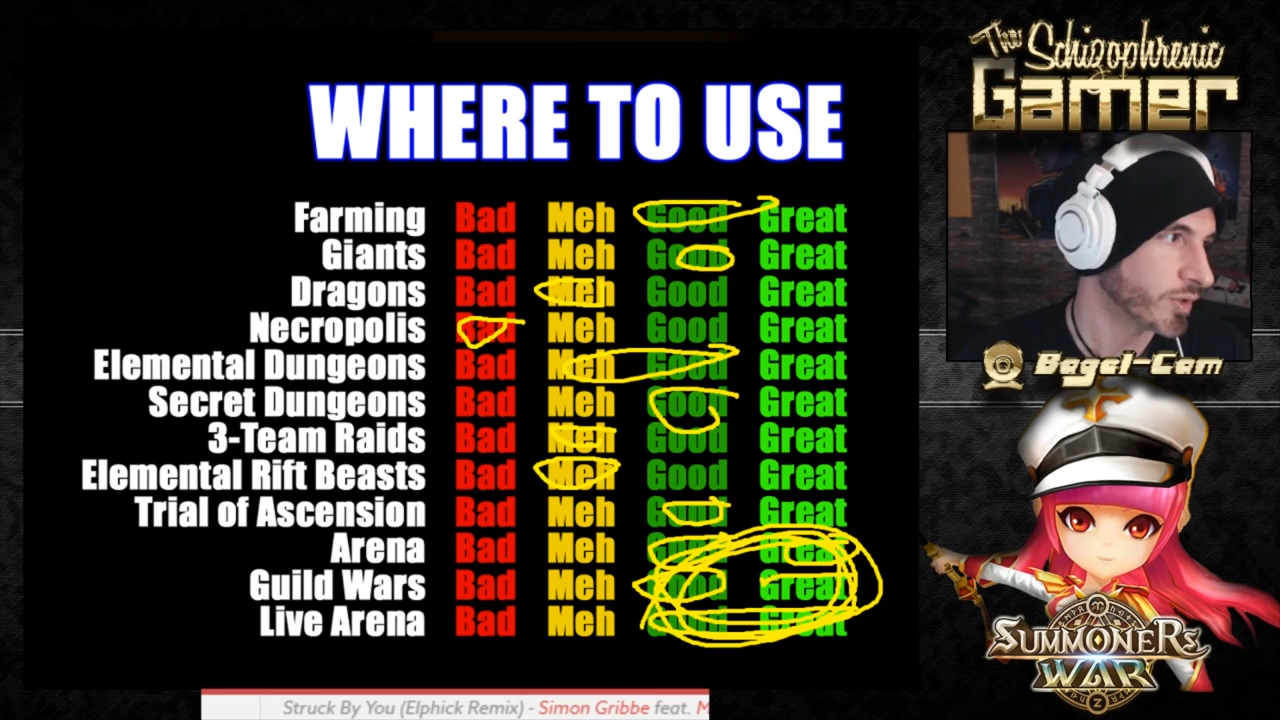 The Schizophrenic
Gamer
WHERE TO USE
Farming Bad Meh Good Great
Giants Bad Meh Good Great
Dragons Bad Meh Good Great
Necropolis Bad Meh Good Great
Elemental Dungeons Bad Meh Good Great
Secret Dungeons Bad Meh Good Great
3-Team Raids Bad Meh Good Great
Elemental Rift Beasts Bad Meh Good Great
Trial of Ascension Bad Meh Good Great
Arena Bad Meh Good Great
Guild Wars Bad Meh Good Great
Live Arena Bad Meh Good Great
Bagel-Cam
SUMMONERS
WAR
Struck By You (Elphick Remix) - Simon Gribbe feat. M